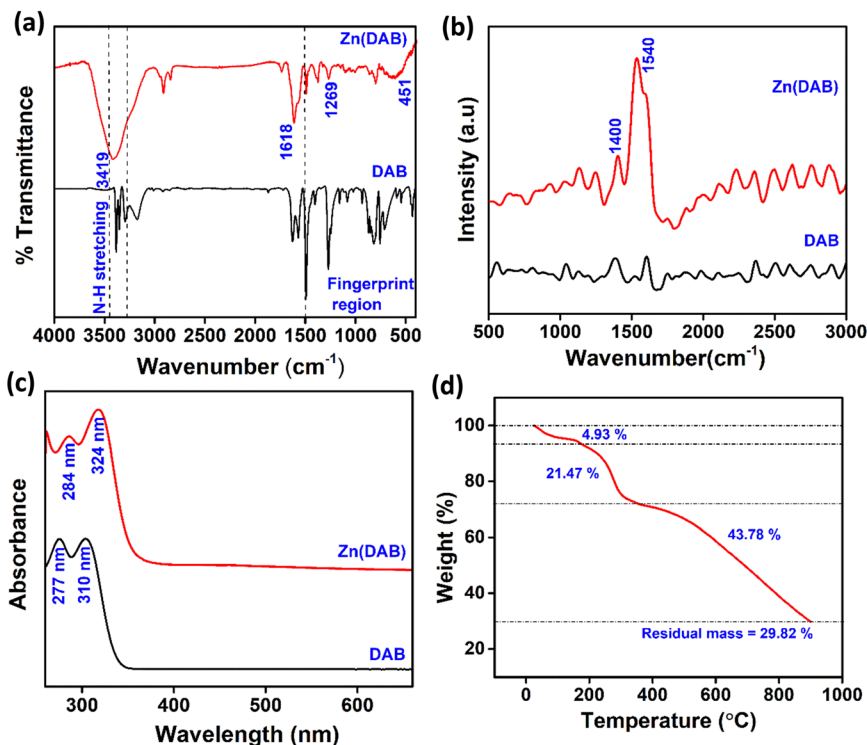 (a)
Zn(DAB)
1269
451
1618
3419
DAB
N-H stretching
Fingerprint
region
% Transmittance
4000 3500 3000 2500 2000 1500 1000 500
Wavenumber (cm⁻¹)
(b)
1540
Zn(DAB)
1400
DAB
Intensity (a.u)
500 1000 1500 2000 2500 3000
Wavenumber(cm⁻¹)
(c)
284 nm
324 nm
Zn(DAB)
277 nm
310 nm
DAB
Absorbance
300 400 500 600
Wavelength (nm)
(d)
100
90
80
70
60
50
40
30
20
4.93 %
21.47 %
43.78 %
Residual mass = 29.82 %
Weight (%)
0 200 400 600 800 1000
Temperature (°C)